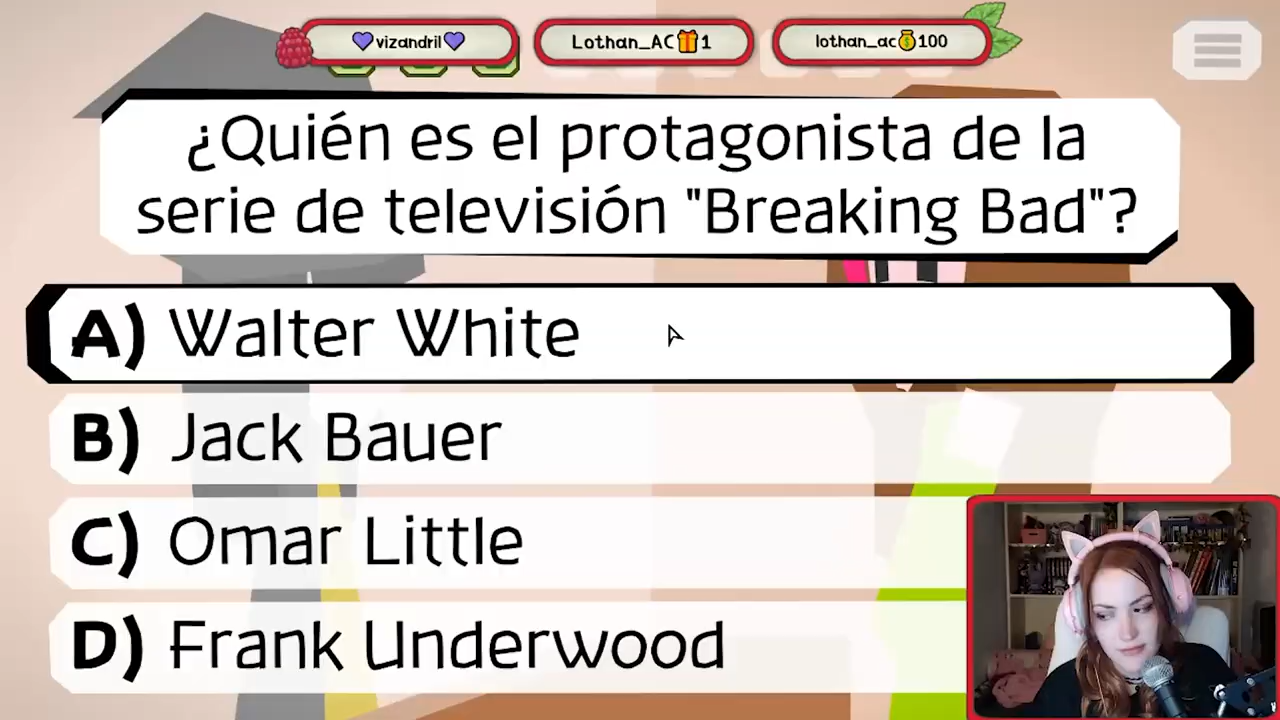 vizandril
Lothan_AC 1
lothan_ac 100
¿Quién es el protagonista de la
serie de televisión "Breaking Bad"?
A) Walter White
B) Jack Bauer
C) Omar Little
D) Frank Underwood